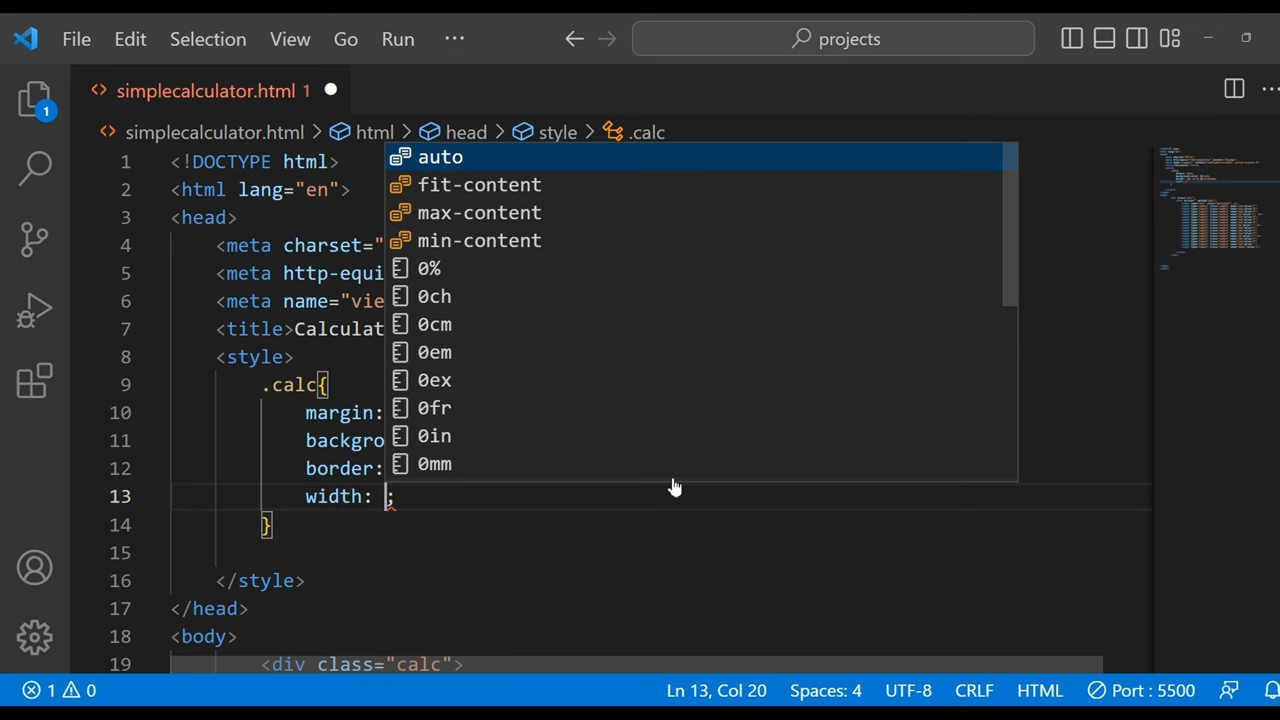 File Edit Selection View Go Run ··· projects
simplecalculator.html 1
simplecalculator.html > html > head > style > .calc
1 <!DOCTYPE html>
2 <html lang="en">
3 <head>
4 <meta charset="
5 <meta http-equi
6 <meta name="vie
7 <title>Calculat
8 <style>
9 .calc{
10 margin:
11 backgro
12 border:
13 width: ;
14 }
15
16 </style>
17 </head>
18 <body>
19 <div class="calc">
auto
fit-content
max-content
min-content
0%
0ch
0cm
0em
0ex
0fr
0in
0mm
1
1 0 Ln 13, Col 20 Spaces: 4 UTF-8 CRLF HTML Port : 5500